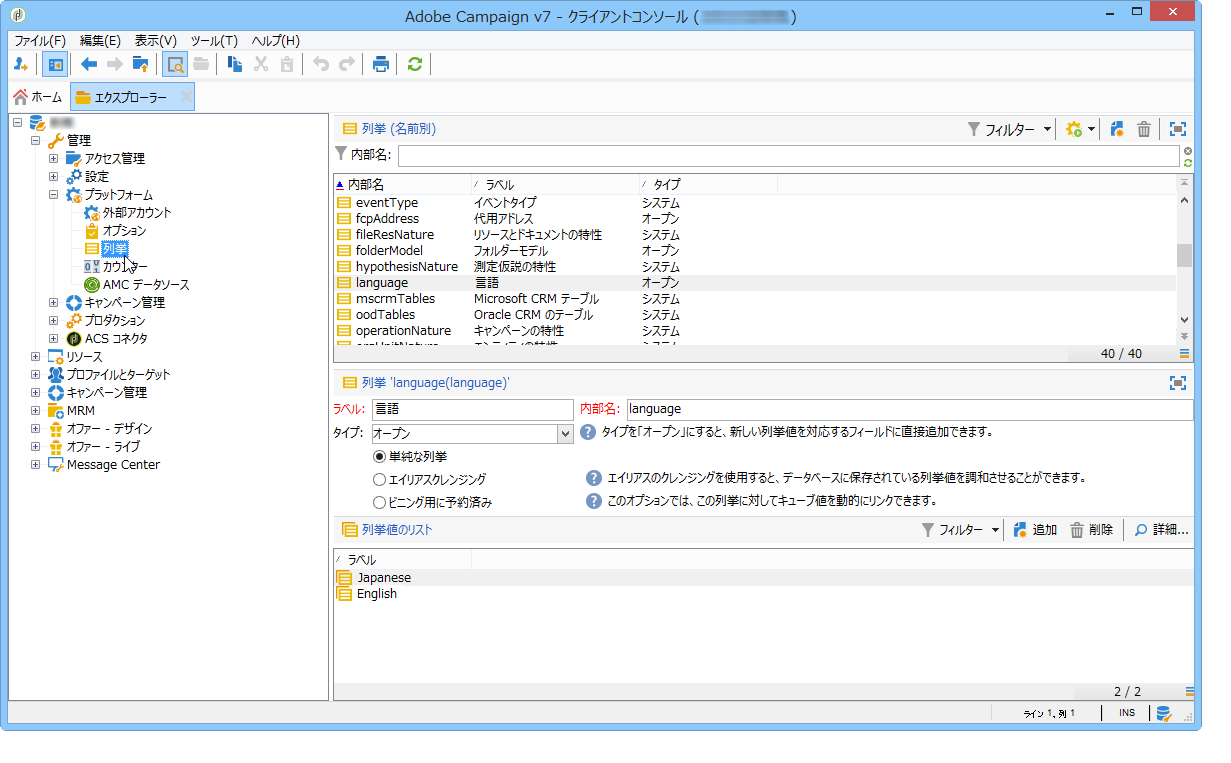 Adobe Campaign v7 - クライアントコンソール ( )
ファイル(F) 編集(E) 表示(V) ツール(T) ヘルプ(H)
ホーム エクスプローラー
管理
アクセス管理
設定
プラットフォーム
外部アカウント
オプション
列挙
カウンター
AMC データソース
キャンペーン管理
プロダクション
ACS コネクタ
リソース
プロファイルとターゲット
キャンペーン管理
MRM
オファー - デザイン
オファー - ライブ
Message Center
列挙 (名前別) フィルター
内部名:
内部名 ラベル タイプ
eventType イベントタイプ システム
fcpAddress 代用アドレス オープン
fileResNature リソースとドキュメントの特性 システム
folderModel フォルダーモデル オープン
hypothesisNature 測定仮説の特性 システム
language 言語 オープン
mscrmTables Microsoft CRM テーブル システム
oodTables Oracle CRM のテーブル システム
operationNature キャンペーンの特性 システム
orgUnitNature エンティティの特性 システム
40 / 40
列挙 'language(language)'
ラベル: 言語 内部名: language
タイプ: オープン タイプを「オープン」にすると、新しい列挙値を対応するフィールドに直接追加できます。
単純な列挙
エイリアスクレンジング エイリアスのクレンジングを使用すると、データベースに保存されている列挙値を調和させることができます。
ビニング用に予約済み このオプションでは、この列挙に対してキューブ値を動的にリンクできます。
列挙値のリスト フィルター 追加 削除 詳細...
ラベル
Japanese
English
2 / 2
ライン 1、列 1 INS